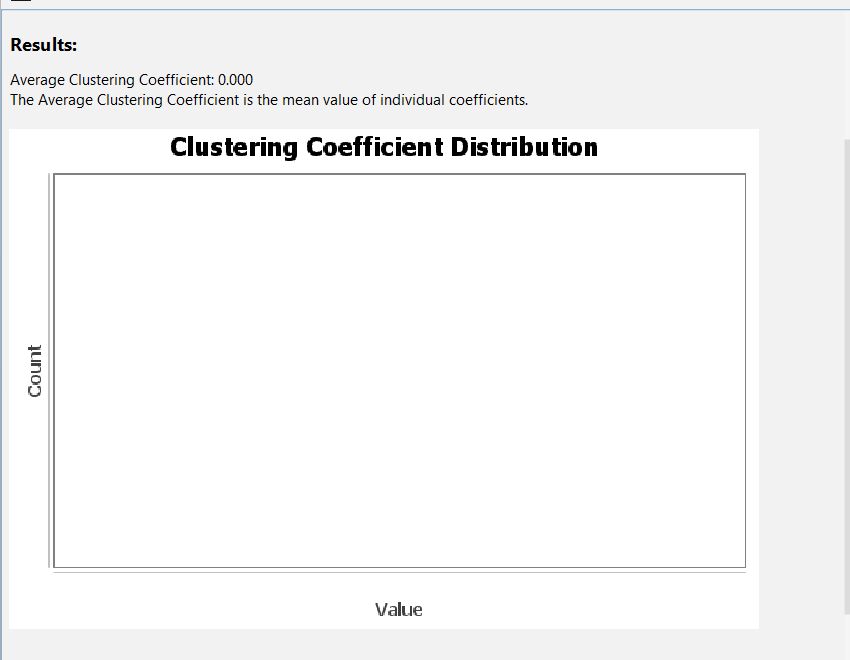 Results:
Average Clustering Coefficient: 0.000
The Average Clustering Coefficient is the mean value of individual coefficients.
Clustering Coefficient Distribution
Count
Value